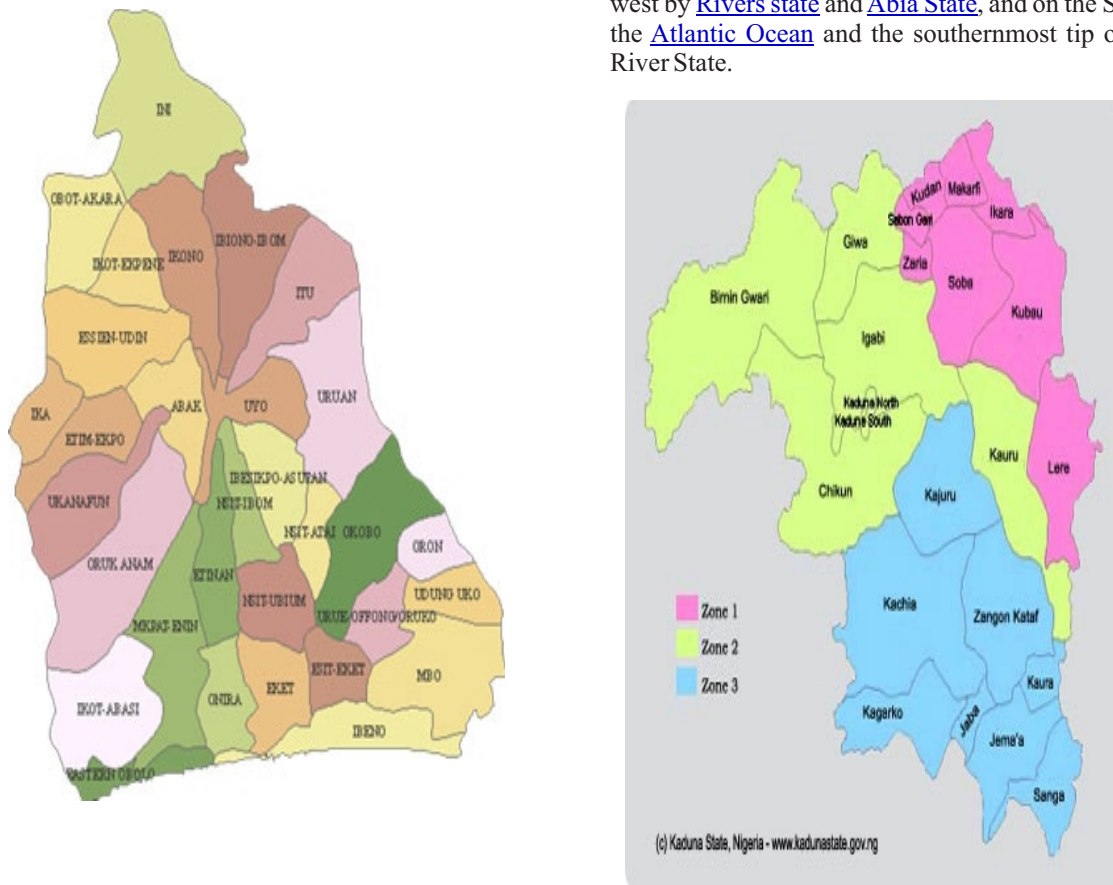 west by Rivers state and Abia State, and on the S
the Atlantic Ocean and the southernmost tip o
River State.
INI
OBOT-AKARA
IKOT-EKPENE
IKONO
IBIONO-IBOM
ITU
ESSIEN-UDIN
URUAN
IKA
ABAK
UYO
ETIM-EKPO
IBESIKPO-ASUTAN
UKANAFUN
NSIT-IBOM
NSIT-ATAI
OKOBO
ORON
ORUK ANAM
ETINAN
NSIT-UBIUM
UDUNG UKO
URUE-OFFONG/ORUKO
MKPAT-ENIN
ESIT-EKET
MBO
EKET
ONIRA
IKOT-ABASI
IBENO
EASTERN OBOLO
Kudan
Makarfi
Ikara
Sabon Gari
Giwa
Zaria
Soba
Birnin Gwari
Kubau
Igabi
Kaduna North
Kaduna South
Kauru
Lere
Chikun
Kajuru
Kachia
Zangon Kataf
Zone 1
Zone 2
Zone 3
Kaura
Kagarko
Jaba
Jema'a
Sanga
(c) Kaduna State, Nigeria - www.kadunastate.gov.ng